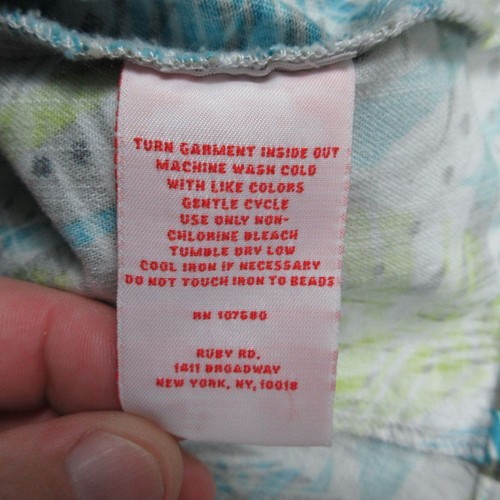 TURN GARMENT INSIDE OUT
MACHINE WASH COLD
WITH LIKE COLORS
GENTLE CYCLE
USE ONLY NON-
CHLORINE BLEACH
TUMBLE DRY LOW
COOL IRON IF NECESSARY
DO NOT TOUCH IRON TO BEADS
RN 107680
RUBY RD.
1411 BROADWAY
NEW YORK, NY, 10018